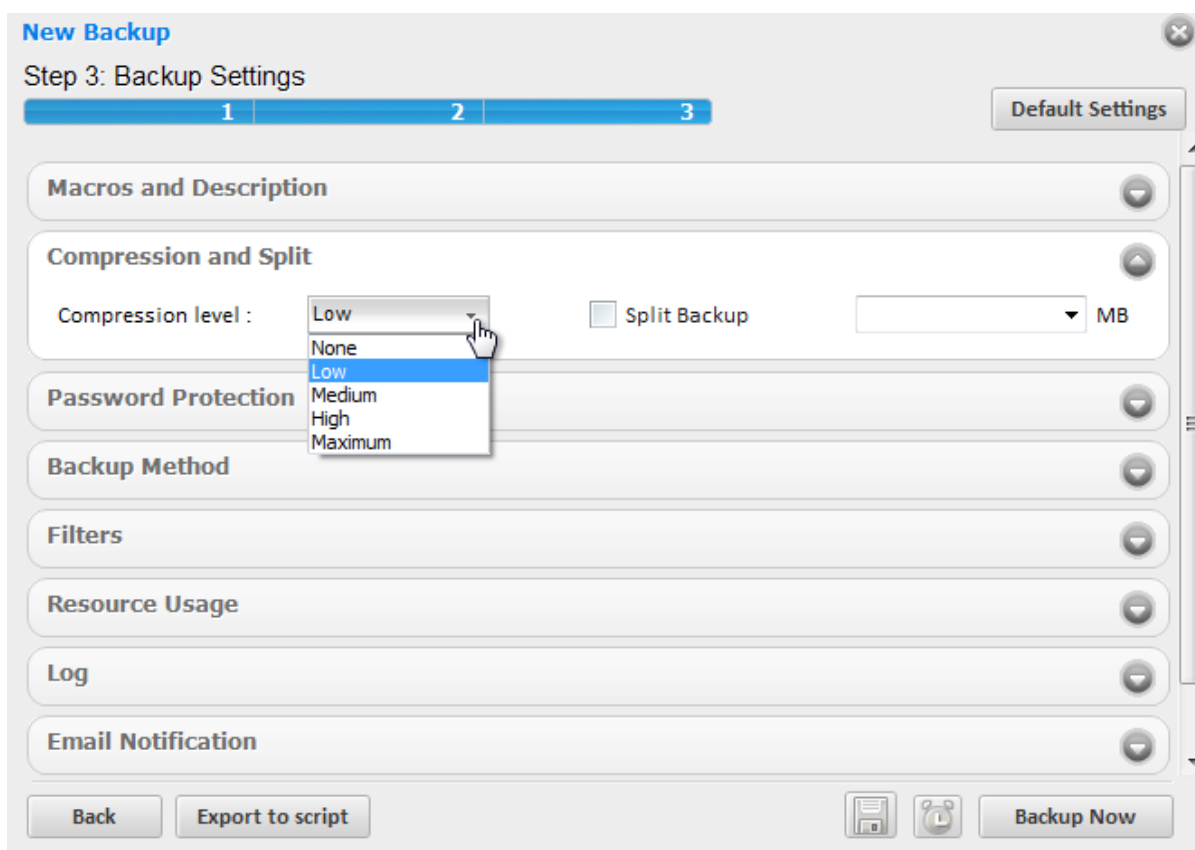 New Backup
Step 3: Backup Settings
1 2 3
Default Settings
Macros and Description
Compression and Split
Compression level :
Low
Split Backup
MB
None
Low
Medium
High
Maximum
Password Protection
Backup Method
Filters
Resource Usage
Log
Email Notification
Back
Export to script
Backup Now